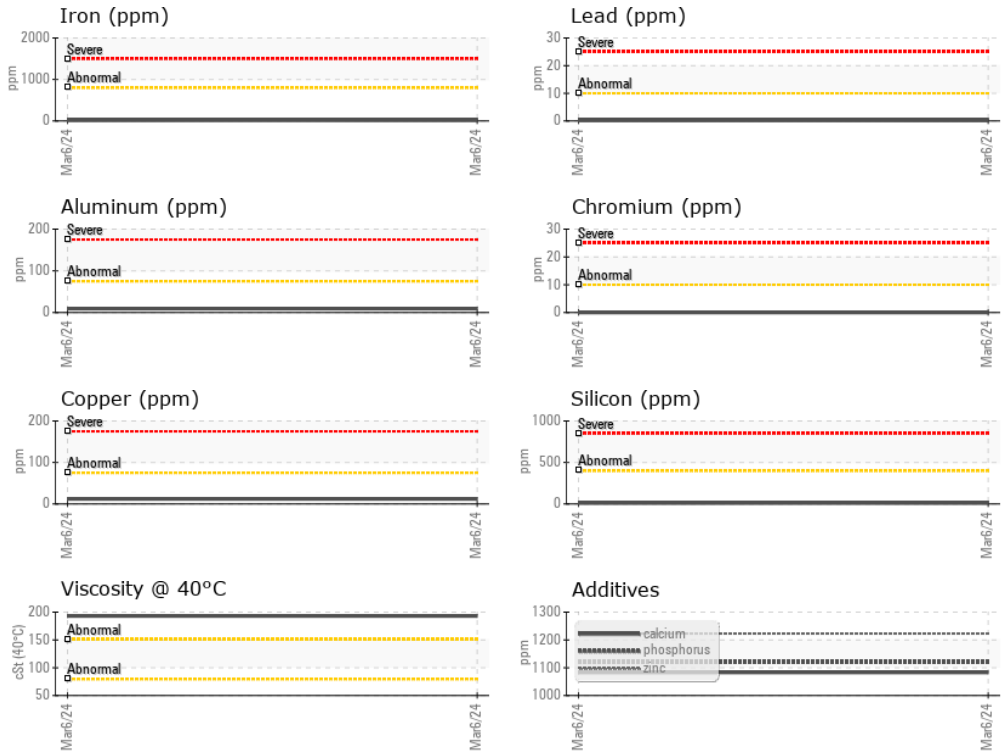 Iron (ppm)
2000
1000
0
ppm
Severe
Abnormal
Mar6/24
Mar6/24
Lead (ppm)
30
20
10
0
ppm
Severe
Abnormal
Mar6/24
Mar6/24
Aluminum (ppm)
200
100
0
ppm
Severe
Abnormal
Mar6/24
Mar6/24
Chromium (ppm)
30
20
10
0
ppm
Severe
Abnormal
Mar6/24
Mar6/24
Copper (ppm)
200
100
0
ppm
Severe
Abnormal
Mar6/24
Mar6/24
Silicon (ppm)
1000
500
0
ppm
Severe
Abnormal
Mar6/24
Mar6/24
Viscosity @ 40°C
200
150
100
50
cSt (40°C)
Abnormal
Abnormal
Mar6/24
Mar6/24
Additives
1300
1200
1100
1000
ppm
calcium
phosphorus
zinc
Mar6/24
Mar6/24